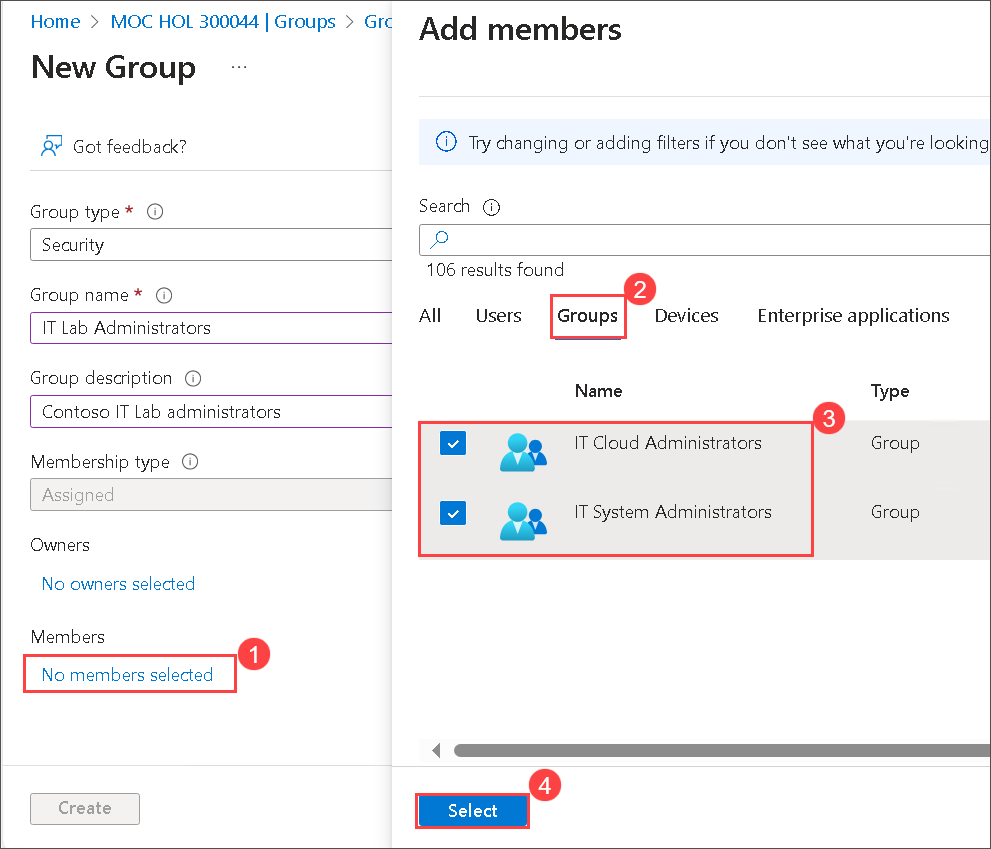 Home > MOC HOL 300044 | Groups > Gro
New Group ...
Got feedback?
Group type *
Security
Group name *
IT Lab Administrators
Group description
Contoso IT Lab administrators
Membership type
Assigned
Owners
No owners selected
Members
No members selected
1
Create
Add members
Try changing or adding filters if you don't see what you're looking
Search
106 results found
2
All Users Groups Devices Enterprise applications
Name Type
3
IT Cloud Administrators Group
IT System Administrators Group
4
Select